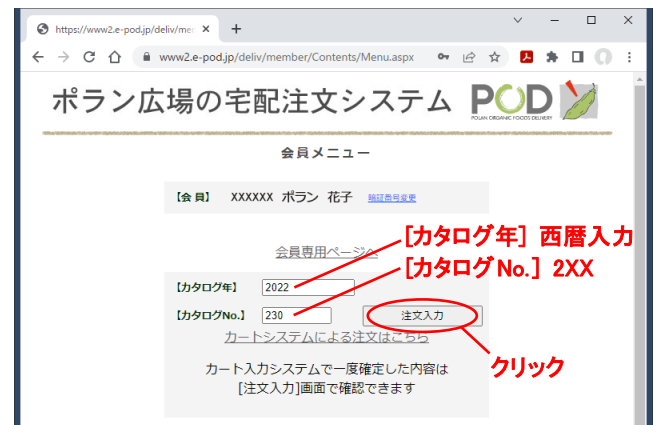 https://www2.e-pod.jp/deliv/mer
www2.e-pod.jp/deliv/member/Contents/Menu.aspx
ポラン広場の宅配注文システム POD
POLAN ORGANIC FOODS DELIVERY
会員メニュー
【会 員】 XXXXXX ポラン 花子 暗証番号変更
会員専用ページへ
[カタログ年] 西暦入力
[カタログNo.] 2XX
【カタログ年】 2022
【カタログNo.】 230 注文入力
カートシステムによる注文はこちら
クリック
カート入力システムで一度確定した内容は
[注文入力]画面で確認できます